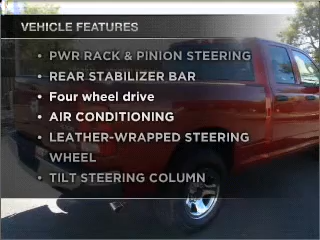 VEHICLE FEATURES
• PWR RACK & PINION STEERING
• REAR STABILIZER BAR
• Four wheel drive
• AIR CONDITIONING
• LEATHER-WRAPPED STEERING
WHEEL
• TILT STEERING COLUMN